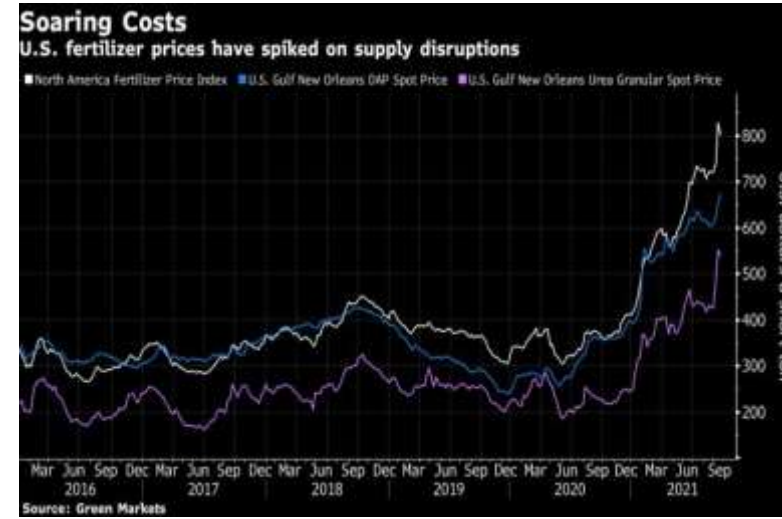 Soaring Costs
U.S. fertilizer prices have spiked on supply disruptions
North America Fertilizer Price Index U.S. Gulf New Orleans DAP Spot Price U.S. Gulf New Orleans Urea Granular Spot Price
800
700
600
500
400
300
200
Mar Jun Sep Dec Mar Jun Sep Dec Mar Jun Sep Dec Mar Jun Sep Dec Mar Jun Sep Dec Mar Jun Sep
2016 2017 2018 2019 2020 2021
Source: Green Markets